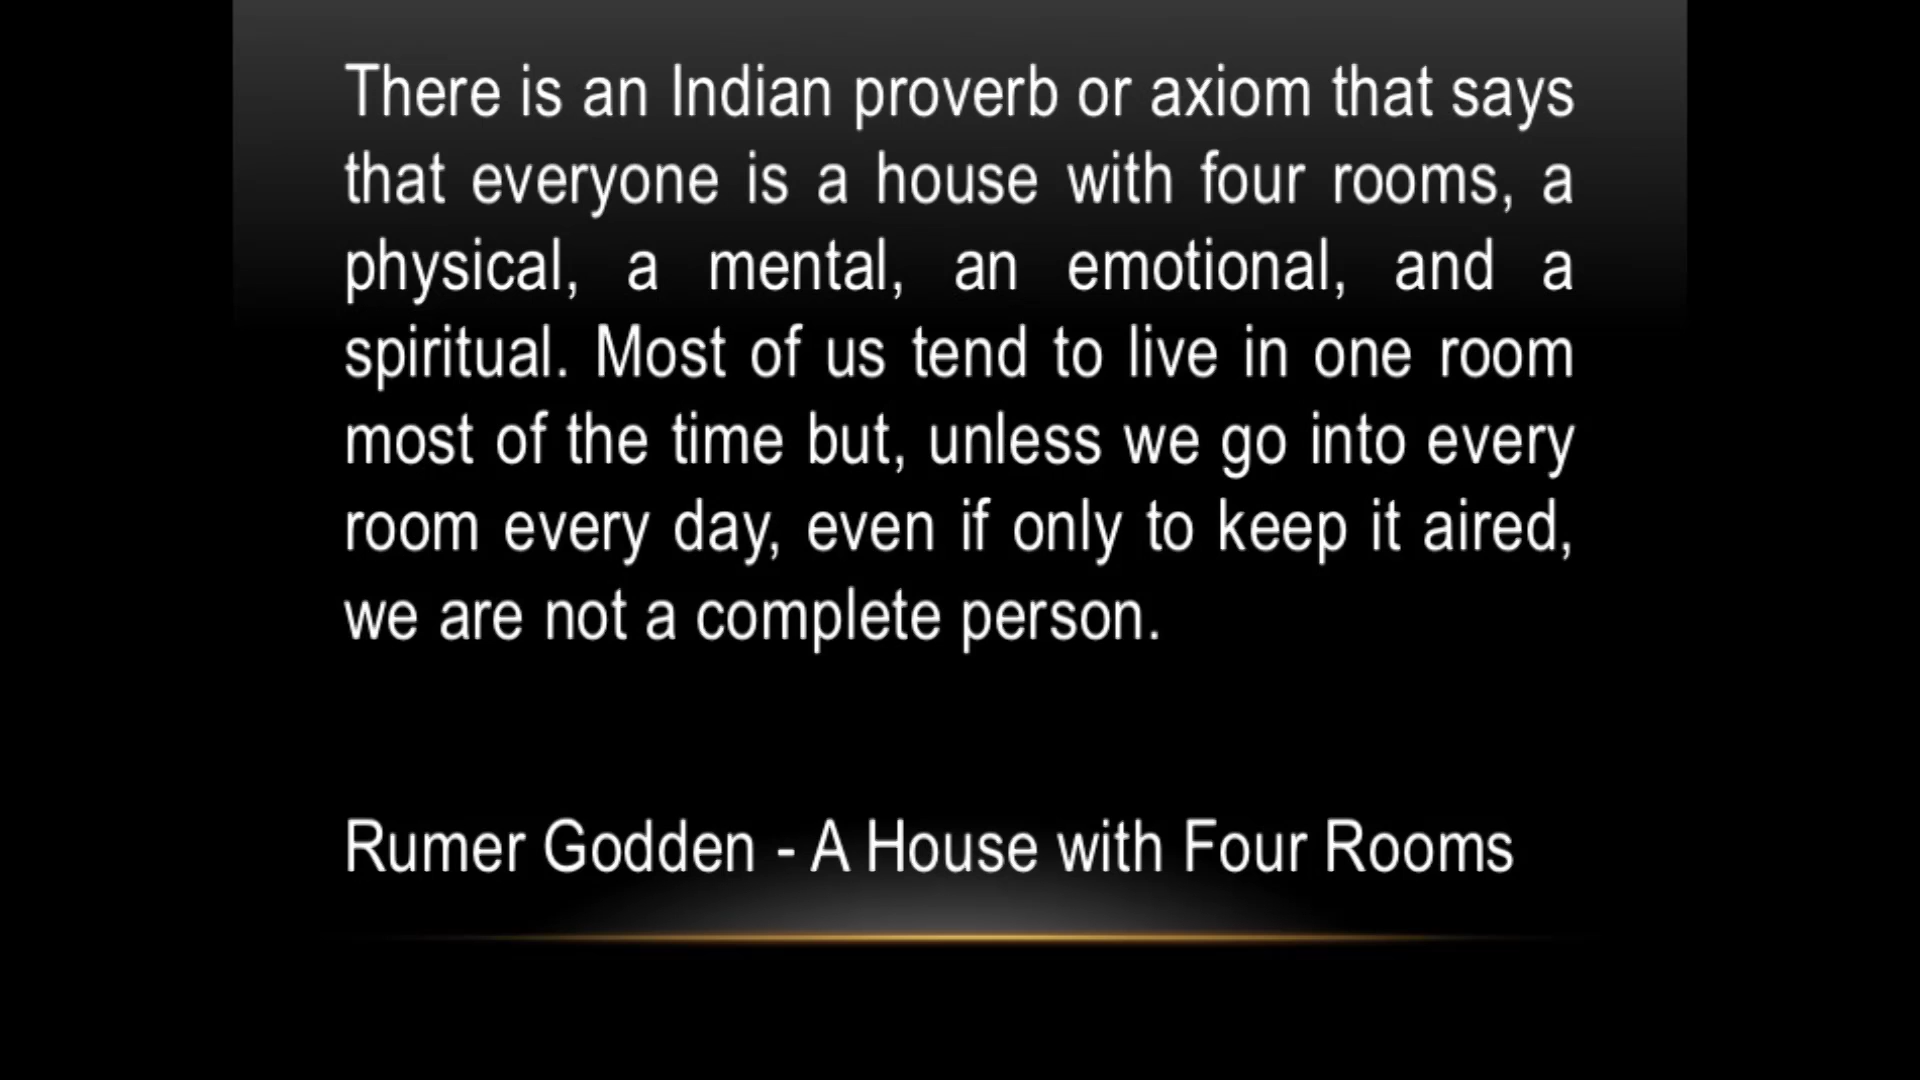 There is an Indian proverb or axiom that says
that everyone is a house with four rooms, a
physical, a mental, an emotional, and a
spiritual. Most of us tend to live in one room
most of the time but, unless we go into every
room every day, even if only to keep it aired,
we are not a complete person.
Rumer Godden - A House with Four Rooms